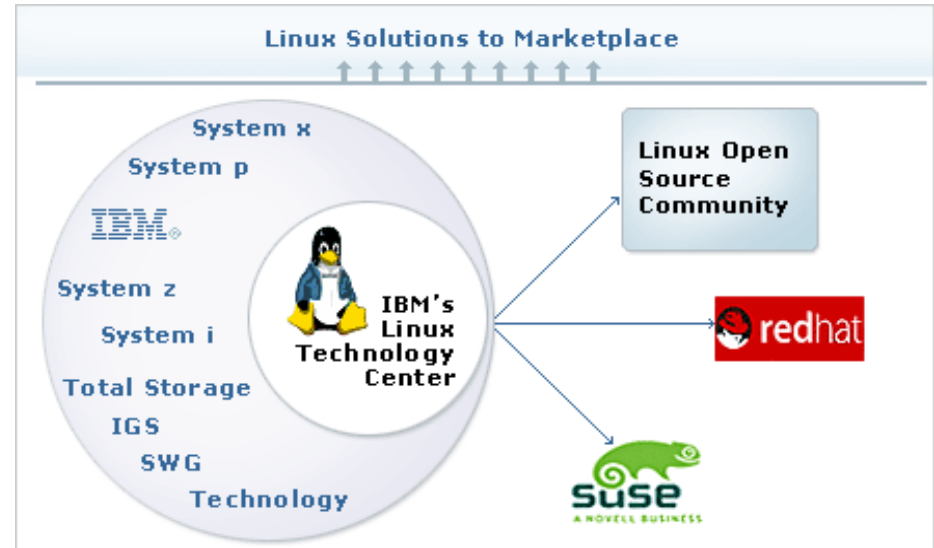 Linux Solutions to Marketplace
System x
System p
IBM®
System z
System i
Total Storage
IGS
SWG
Technology
IBM's
Linux
Technology
Center
Linux Open
Source
Community
redhat
SUSE
A NOVELL BUSINESS